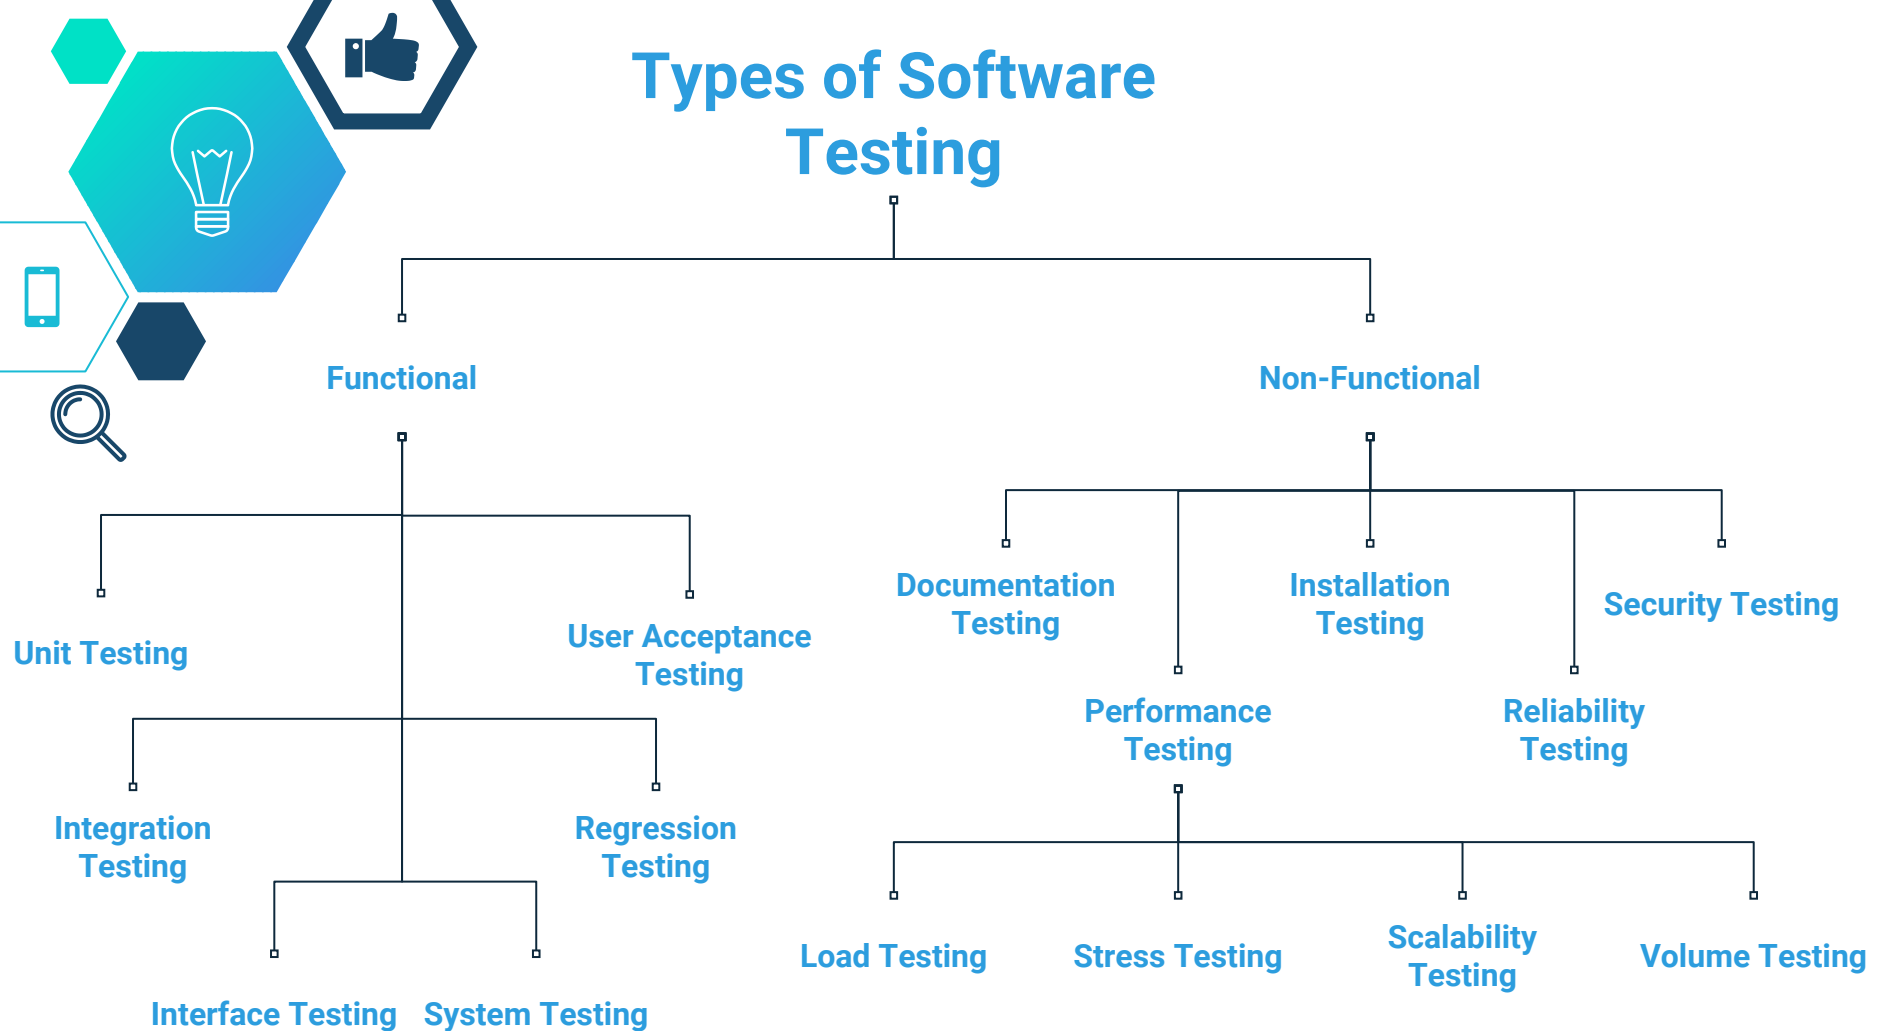 Types of Software
Testing
Functional
Non-Functional
Unit Testing
User Acceptance
Testing
Integration
Testing
Regression
Testing
Interface Testing
System Testing
Documentation
Testing
Installation
Testing
Security Testing
Performance
Testing
Reliability
Testing
Load Testing
Stress Testing
Scalability
Testing
Volume Testing